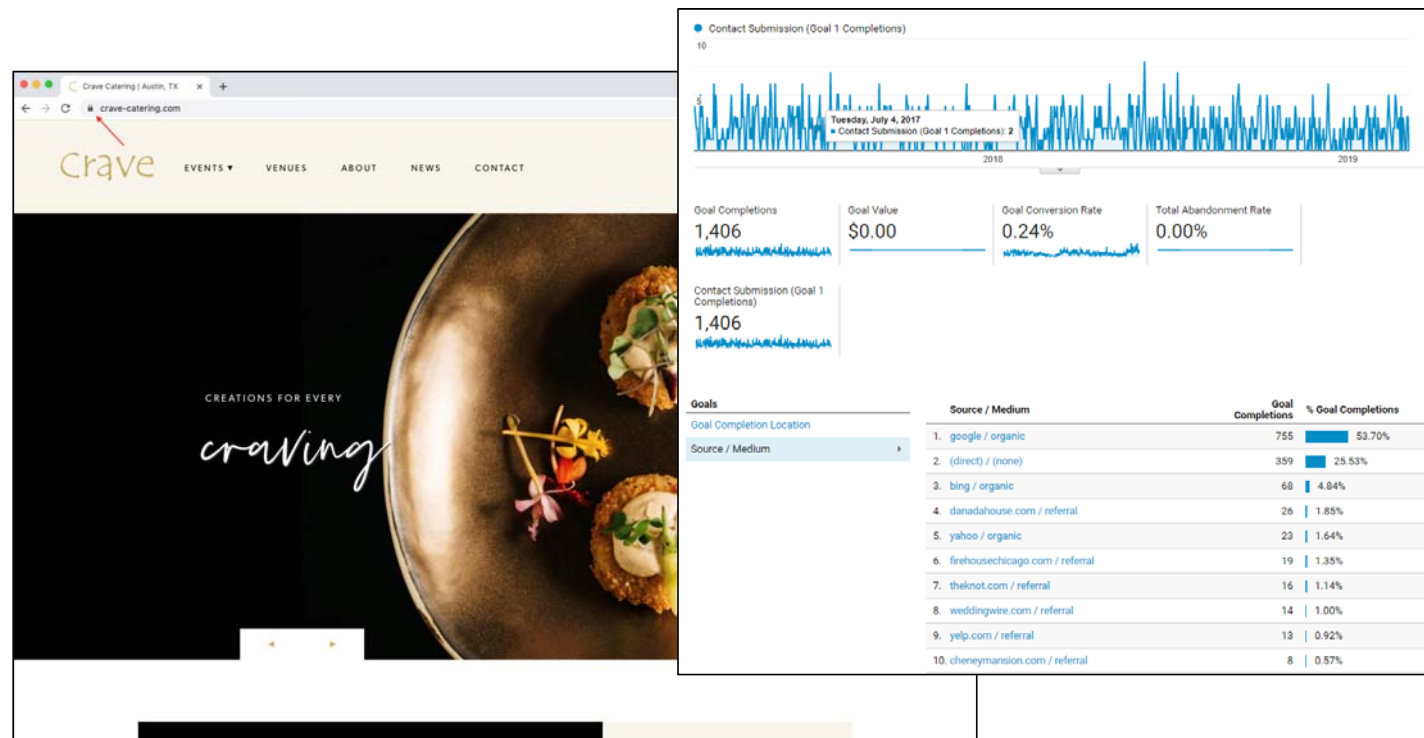 Crave Catering | Austin, TX
crave-catering.com
crave
EVENTS ▾ VENUES ABOUT NEWS CONTACT
CREATIONS FOR EVERY
craving
Contact Submission (Goal 1 Completions)
10
5
Tuesday, July 4, 2017
Contact Submission (Goal 1 Completions): 2
2018 2019
Goal Completions Goal Value Goal Conversion Rate Total Abandonment Rate
1,406 $0.00 0.24% 0.00%
Contact Submission (Goal 1
Completions)
1,406
Goals
Goal Completion Location
Source / Medium
Source / Medium Goal Completions % Goal Completions
1. google / organic 755 53.70%
2. (direct) / (none) 359 25.53%
3. bing / organic 68 4.84%
4. danadahouse.com / referral 26 1.85%
5. yahoo / organic 23 1.64%
6. firehousechicago.com / referral 19 1.35%
7. theknot.com / referral 16 1.14%
8. weddingwire.com / referral 14 1.00%
9. yelp.com / referral 13 0.92%
10. cheneymansion.com / referral 8 0.57%